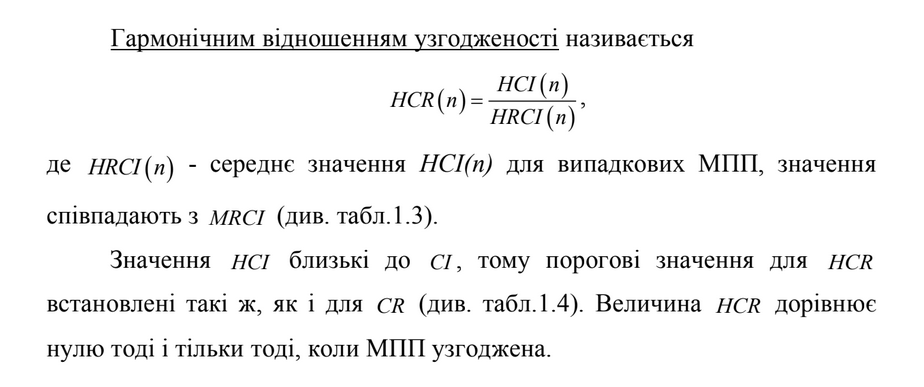 Гармонічним відношенням узгодженості називається
HCR(n) = HCI(n) / HRCI(n),
де HRCI(n) - середнє значення HCI(n) для випадкових МПП, значення
співпадають з MRCI (див. табл.1.3).
Значення HCI близькі до CI, тому порогові значення для HCR
встановлені такі ж, як і для CR (див. табл.1.4). Величина HCR дорівнює
нулю тоді і тільки тоді, коли МПП узгоджена.